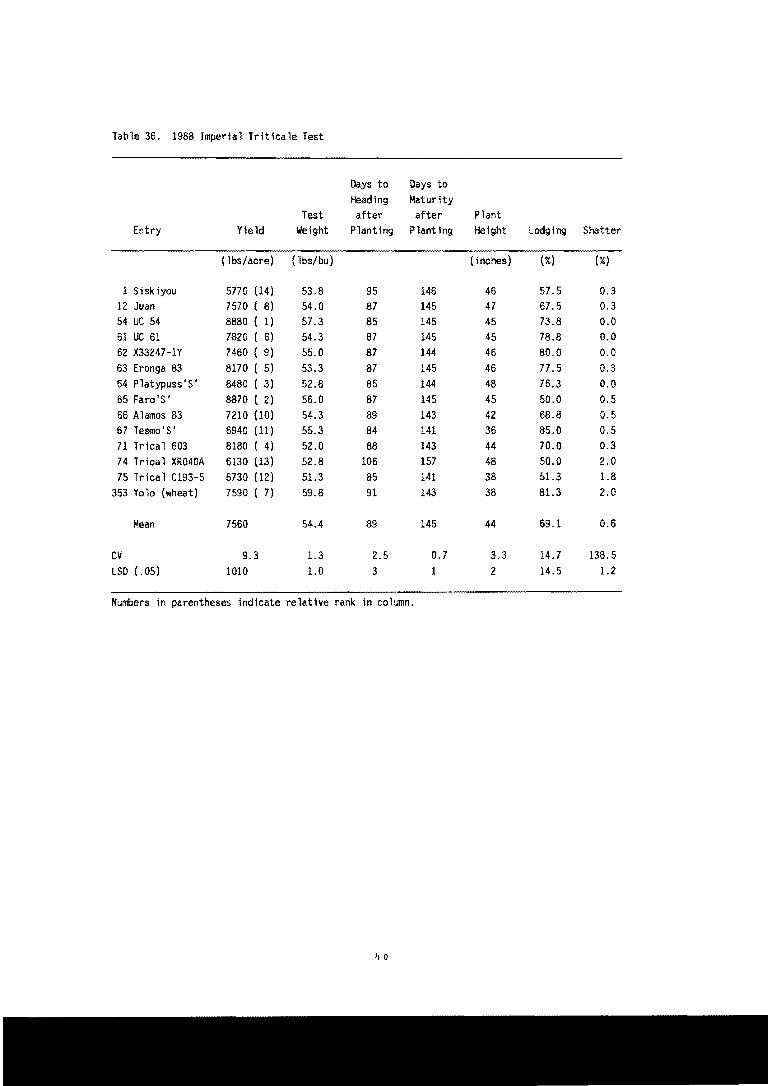 Table 36. 1988 Imperial Triticale Test
Days to Days to
Heading Maturity
Test after after Plant
Entry Yield Weight Planting Planting Height Lodging Shatter
(lbs/acre) (lbs/bu) (inches) (%) (%)
1 Siskiyou 5770 (14) 53.8 95 146 46 57.5 0.3
12 Juan 7570 ( 8) 54.0 87 145 47 67.5 0.3
54 UC 54 8880 ( 1) 57.3 85 145 45 73.8 0.0
61 UC 61 7820 ( 6) 54.3 87 145 45 78.8 0.0
62 X33247-1Y 7460 ( 9) 55.0 87 144 46 80.0 0.0
63 Eronga 83 8170 ( 5) 53.3 87 145 46 77.5 0.3
64 Platypuss'S' 8480 ( 3) 52.8 85 144 48 76.3 0.0
65 Faro'S' 8870 ( 2) 56.0 87 145 45 50.0 0.5
66 Alamos 83 7210 (10) 54.3 89 143 42 68.8 0.5
67 Tesmo'S' 6940 (11) 55.3 84 141 36 85.0 0.5
71 Trical 603 8180 ( 4) 52.0 88 143 44 70.0 0.3
74 Trical XR040A 6130 (13) 52.8 106 157 48 50.0 2.0
75 Trical C193-5 6730 (12) 51.3 85 141 38 51.3 1.8
353 Yolo (wheat) 7590 ( 7) 59.8 91 143 38 81.3 2.0
Mean 7560 54.4 89 145 44 69.1 0.6
CV 9.3 1.3 2.5 0.7 3.3 14.7 138.5
LSD (.05) 1010 1.0 3 1 2 14.5 1.2
Numbers in parentheses indicate relative rank in column.
40